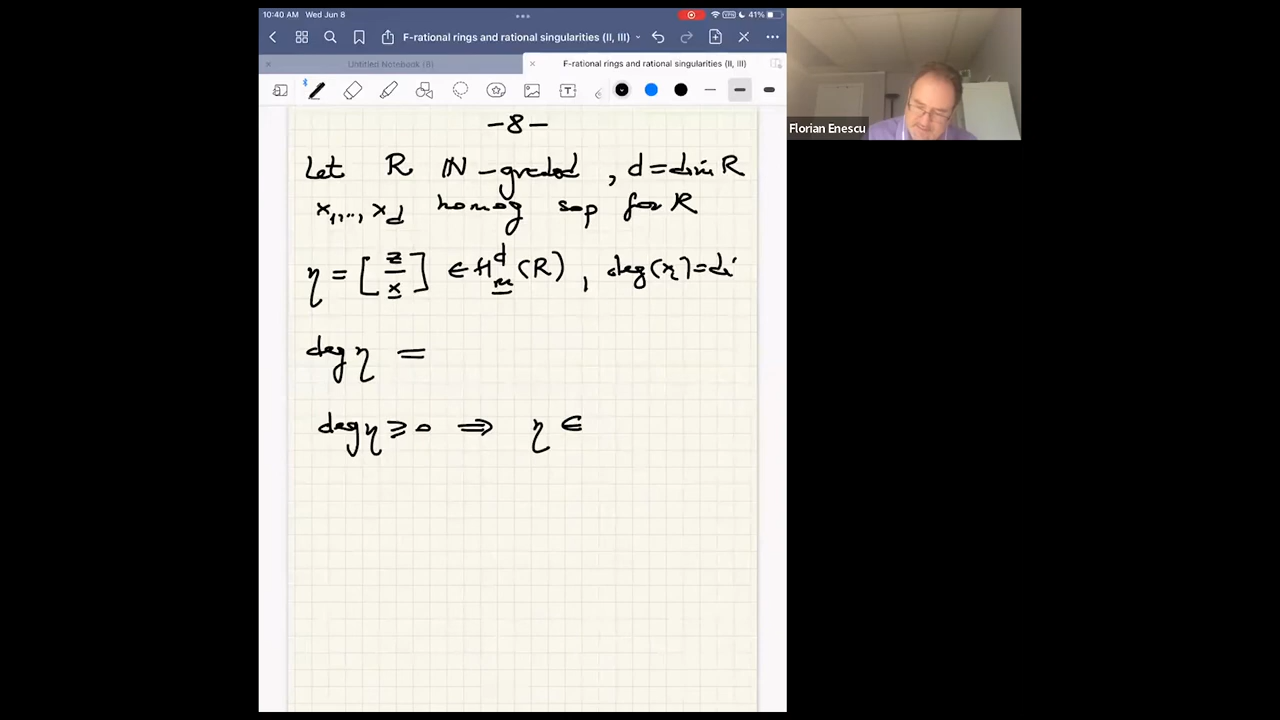 10:40 AM Wed Jun 8
41%
F-rational rings and rational singularities (II, III)
Untitled Notebook (8)
F-rational rings and rational singularities (II, III)
Florian Enescu
-8-
Let R ℕ-graded, d = dim R
x₁,..., x_d homog sop for R
η = [z/x] ∈ H^d_m(R), deg(x) = di
deg η =
deg η ≥ 0 ⇒ η ∈